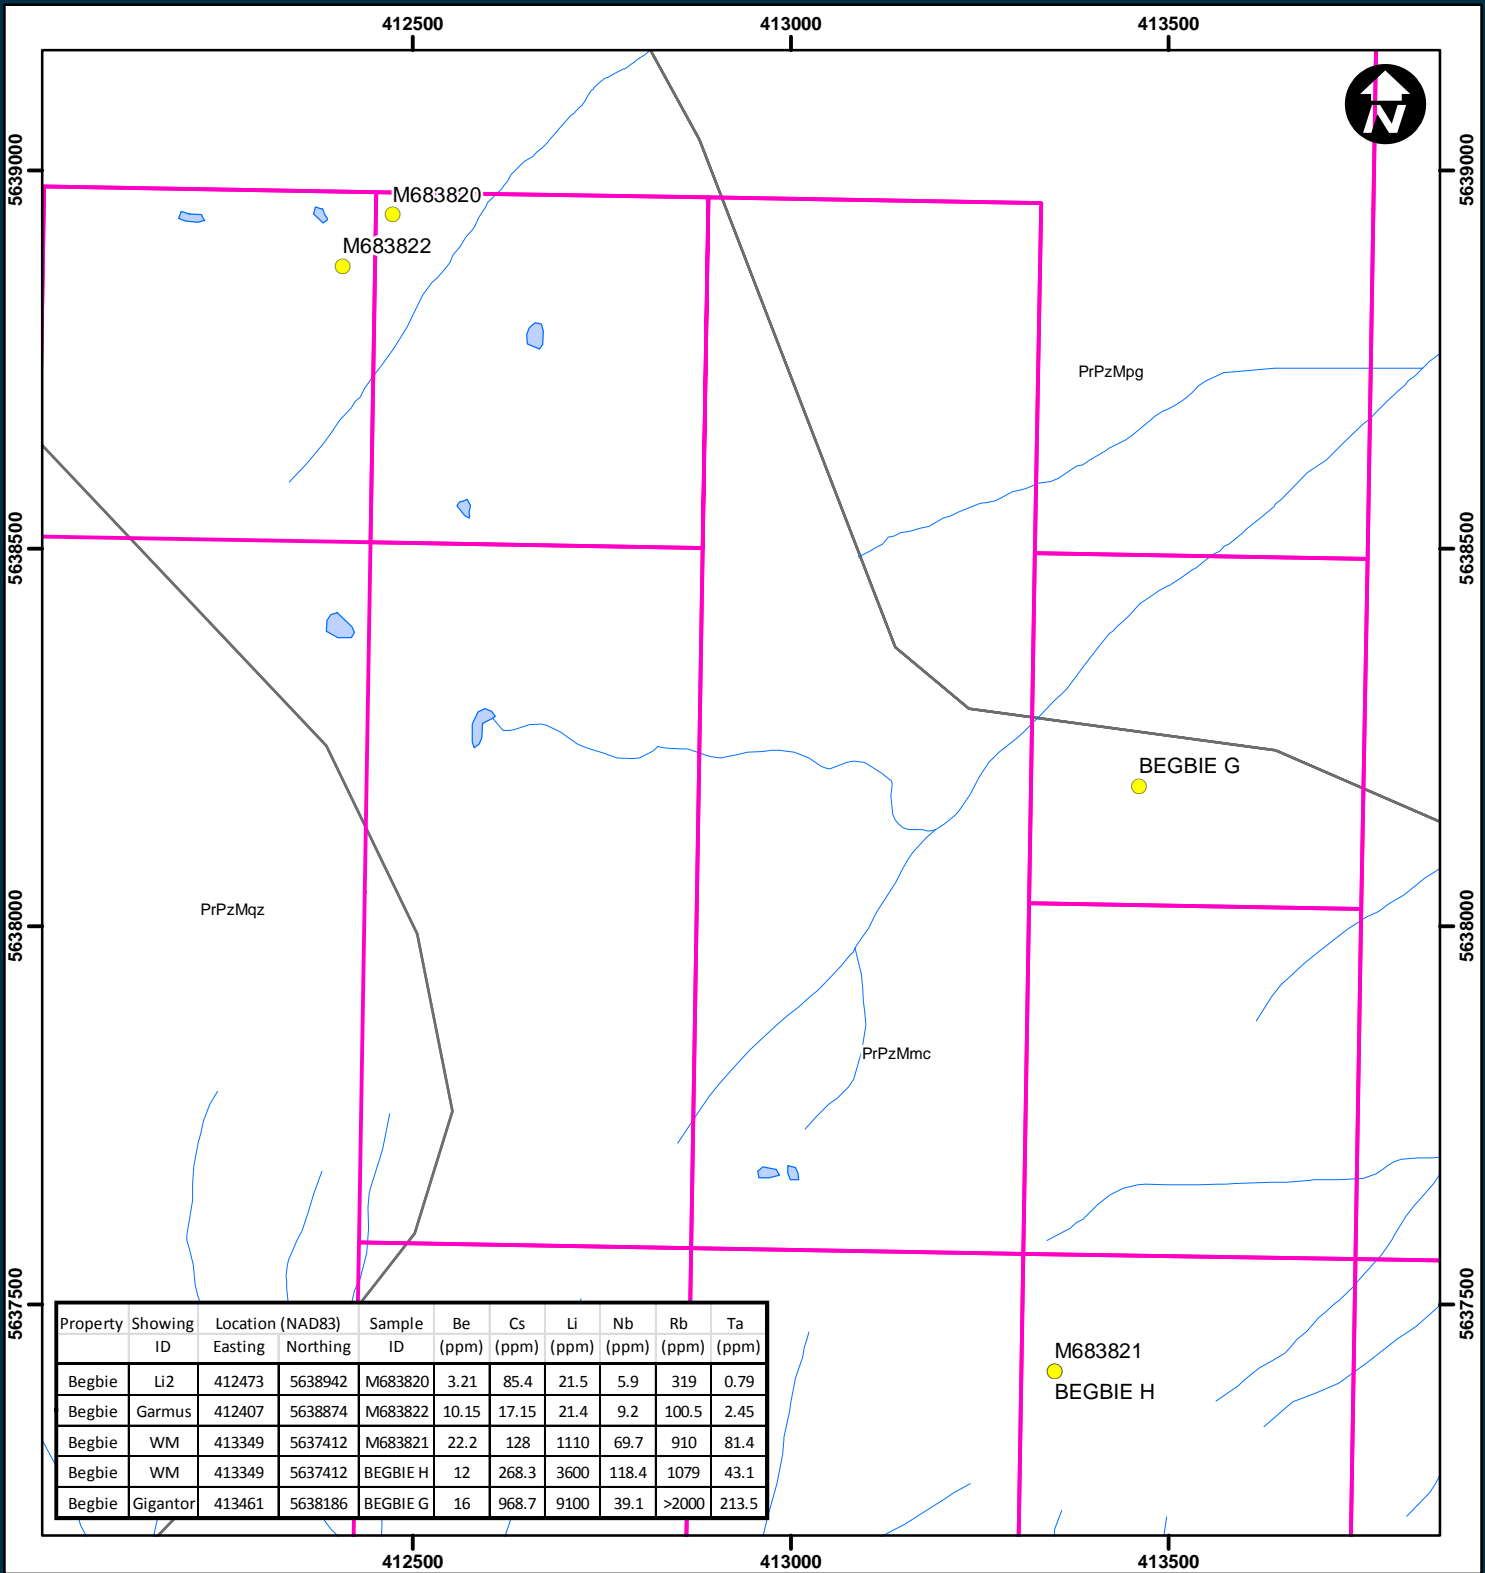 412500 413000 413500
N
5639000 5639000
M683820
M683822
PrPzMpg
5638500 5638500
BEGBIE G
PrPzMqz
5638000 5638000
PrPzMmc
5637500 5637500
M683821
BEGBIE H
Property Showing Location (NAD83) Sample Be Cs Li Nb Rb Ta
ID Easting Northing ID (ppm) (ppm) (ppm) (ppm) (ppm) (ppm)
Begbie Li2 412473 5638942 M683820 3.21 85.4 21.5 5.9 319 0.79
Begbie Garmus 412407 5638874 M683822 10.15 17.15 21.4 9.2 100.5 2.45
Begbie WM 413349 5637412 M683821 22.2 128 1110 69.7 910 81.4
Begbie WM 413349 5637412 BEGBIE H 12 268.3 3600 118.4 1079 43.1
Begbie Gigantor 413461 5638186 BEGBIE G 16 968.7 9100 39.1 >2000 213.5
412500 413000 413500